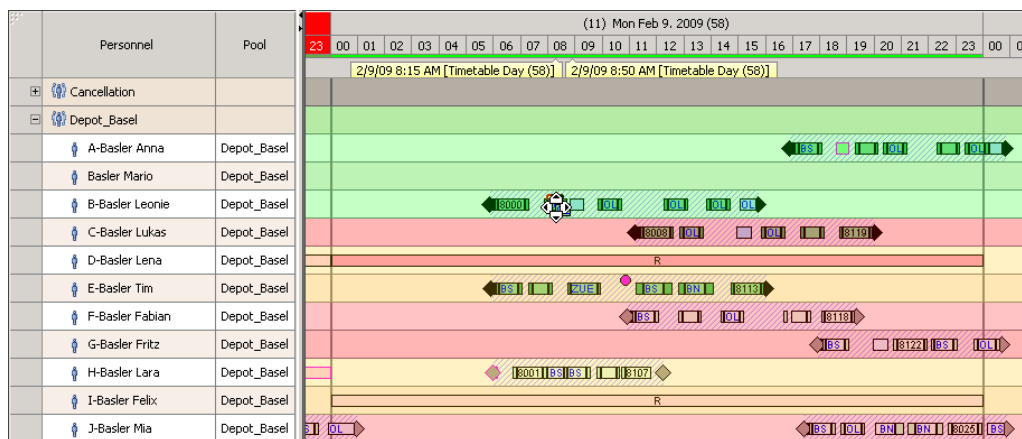 (11) Mon Feb 9. 2009 (58)
Personnel Pool 23 00 01 02 03 04 05 06 07 08 09 10 11 12 13 14 15 16 17 18 19 20 21 22 23 00
2/9/09 8:15 AM [Timetable Day (58)] 2/9/09 8:50 AM [Timetable Day (58)]
Cancellation
Depot_Basel
A-Basler Anna Depot_Basel BS OL OL
Basler Mario Depot_Basel
B-Basler Leonie Depot_Basel 8000 OL OL OL OL
C-Basler Lukas Depot_Basel 8008 OL OL 8119
D-Basler Lena Depot_Basel R
E-Basler Tim Depot_Basel BS ZUE BS BN 8113
F-Basler Fabian Depot_Basel BS OL 8118
G-Basler Fritz Depot_Basel BS 8122 BS OL
H-Basler Lara Depot_Basel 8001 BS BS 8107
I-Basler Felix Depot_Basel R
J-Basler Mia Depot_Basel OL BS OL BN BN 8025 BS